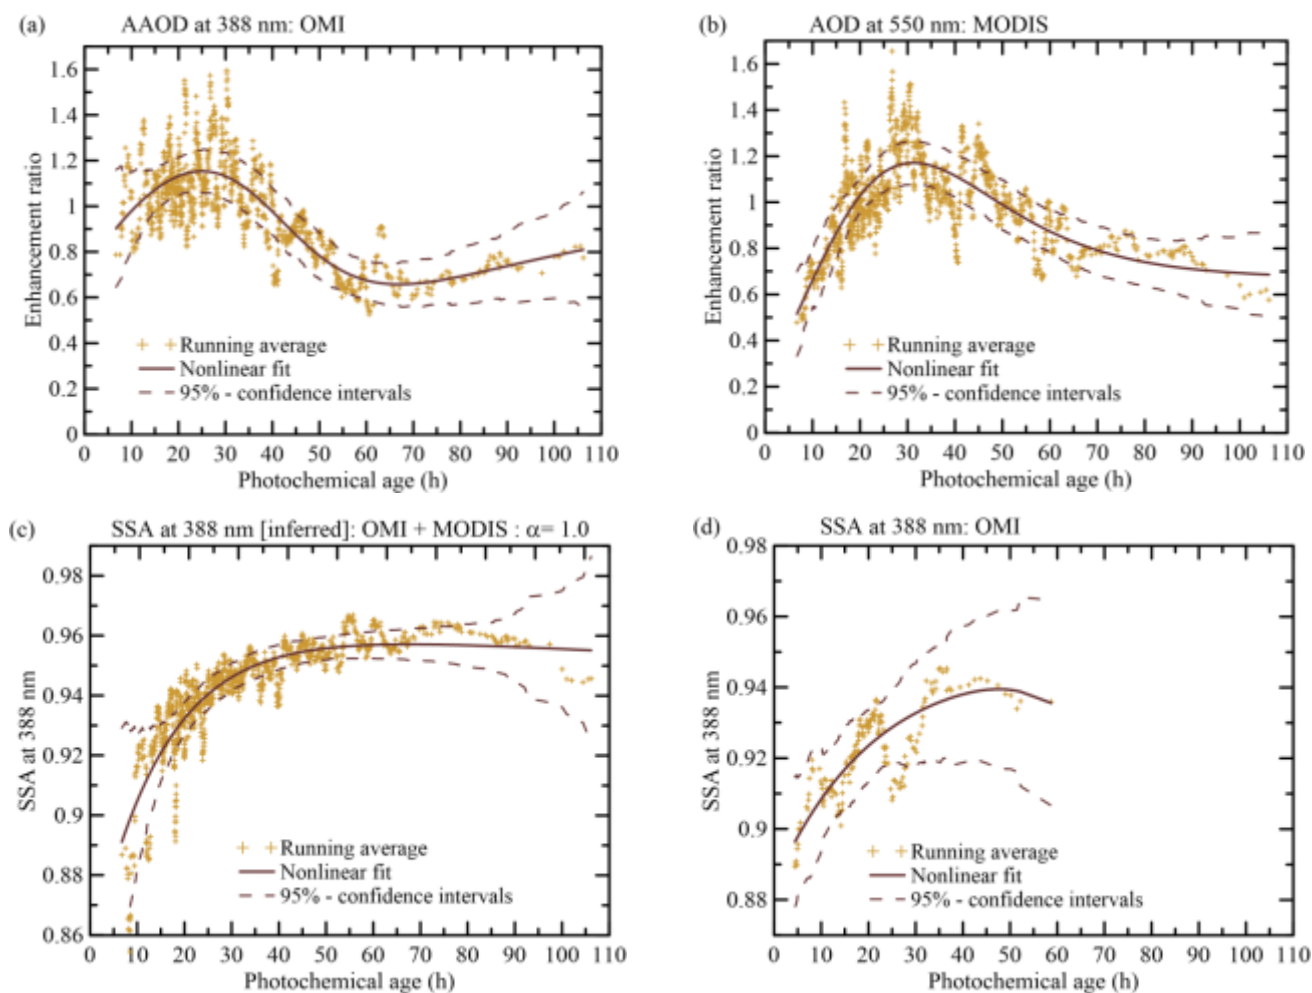 (a) AAOD at 388 nm: OMI
1.6
1.4
1.2
1
0.8
0.6
0.4
0.2
0
Enhancement ratio
Running average
Nonlinear fit
95% - confidence intervals
0 10 20 30 40 50 60 70 80 90 100 110
Photochemical age (h)
(b) AOD at 550 nm: MODIS
1.6
1.4
1.2
1
0.8
0.6
0.4
0.2
0
Enhancement ratio
Running average
Nonlinear fit
95% - confidence intervals
0 10 20 30 40 50 60 70 80 90 100 110
Photochemical age (h)
(c) SSA at 388 nm [inferred]: OMI + MODIS : α= 1.0
0.98
0.96
0.94
0.92
0.9
0.88
0.86
SSA at 388 nm
Running average
Nonlinear fit
95% - confidence intervals
0 10 20 30 40 50 60 70 80 90 100 110
Photochemical age (h)
(d) SSA at 388 nm: OMI
0.98
0.96
0.94
0.92
0.9
0.88
SSA at 388 nm
Running average
Nonlinear fit
95% - confidence intervals
0 10 20 30 40 50 60 70 80 90 100 110
Photochemical age (h)